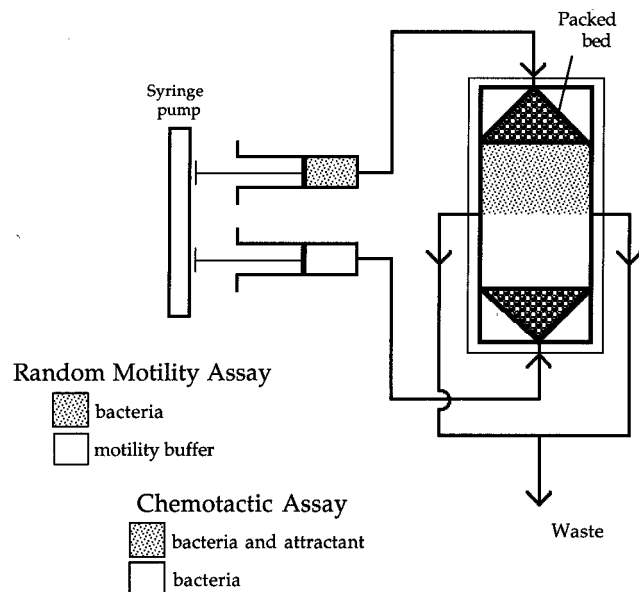 Packed
bed
Syringe
pump
Random Motility Assay
bacteria
motility buffer
Chemotactic Assay
bacteria and attractant
bacteria
Waste